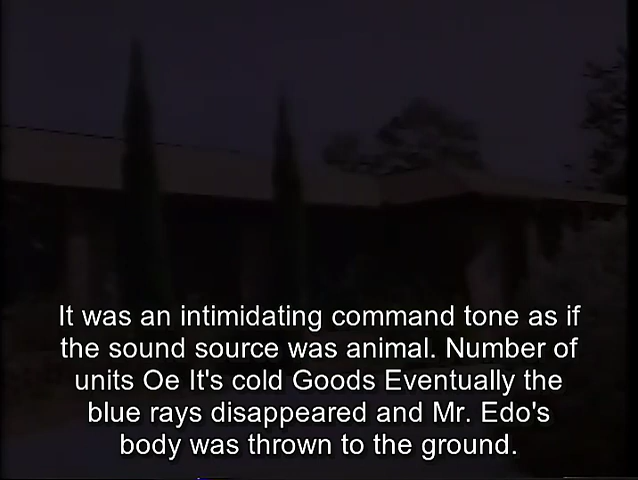 It was an intimidating command tone as if
the sound source was animal. Number of
units Oe It's cold Goods Eventually the
blue rays disappeared and Mr. Edo's
body was thrown to the ground.